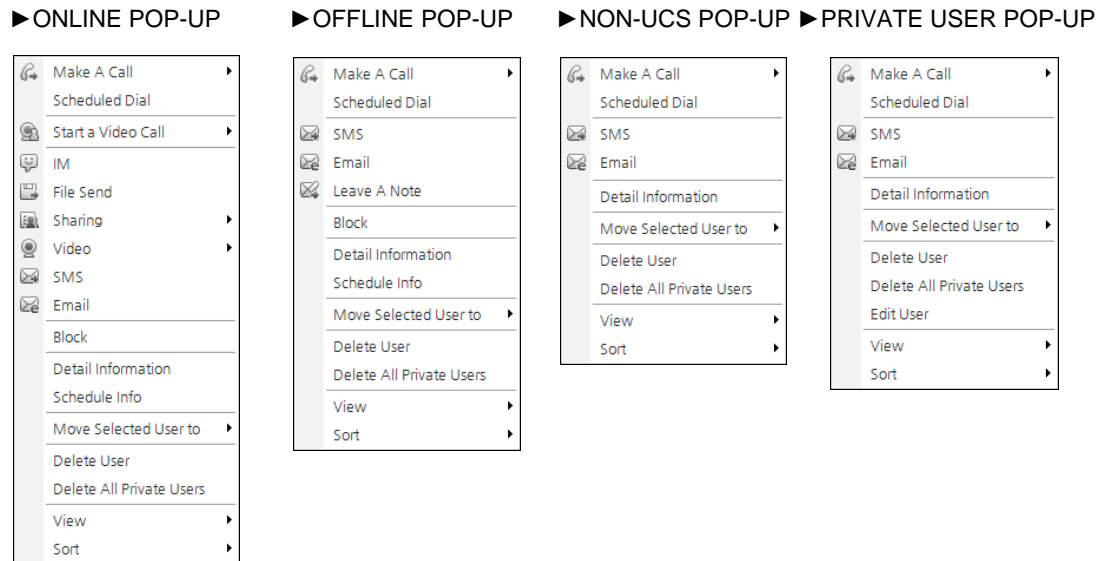 ►ONLINE POP-UP
Make A Call
Scheduled Dial
Start a Video Call
IM
File Send
Sharing
Video
SMS
Email
Block
Detail Information
Schedule Info
Move Selected User to
Delete User
Delete All Private Users
View
Sort
►OFFLINE POP-UP
Make A Call
Scheduled Dial
SMS
Email
Leave A Note
Block
Detail Information
Schedule Info
Move Selected User to
Delete User
Delete All Private Users
View
Sort
►NON-UCS POP-UP
Make A Call
Scheduled Dial
SMS
Email
Detail Information
Move Selected User to
Delete User
Delete All Private Users
View
Sort
►PRIVATE USER POP-UP
Make A Call
Scheduled Dial
SMS
Email
Detail Information
Move Selected User to
Delete User
Delete All Private Users
Edit User
View
Sort